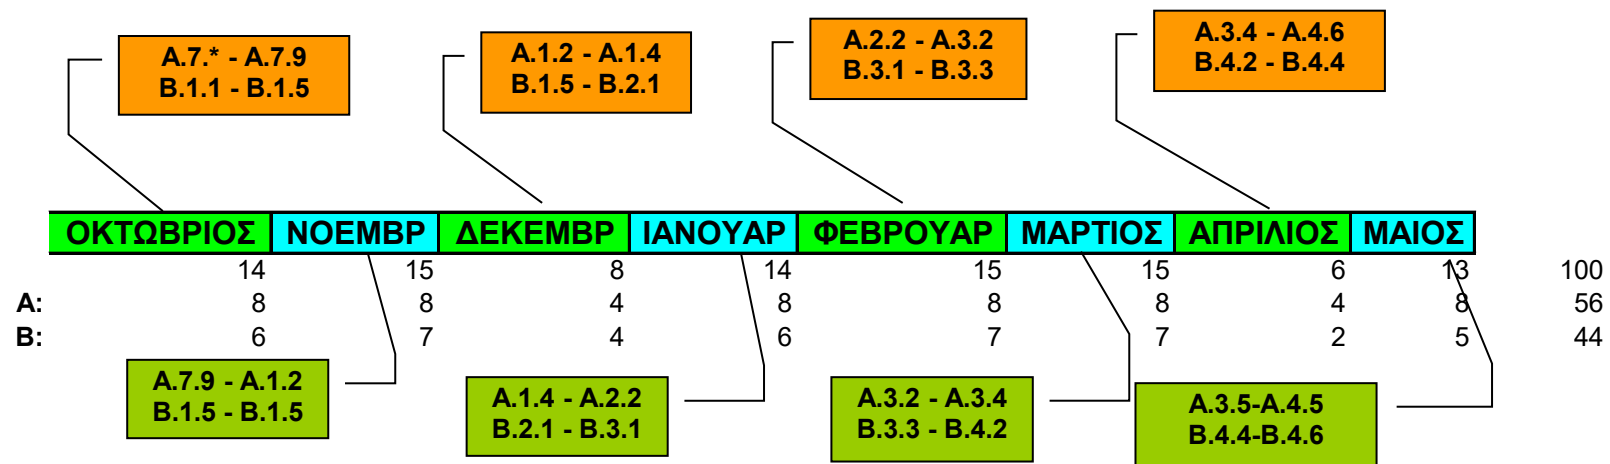 Α.7.* - Α.7.9
Β.1.1 - Β.1.5
Α.1.2 - Α.1.4
Β.1.5 - Β.2.1
Α.2.2 - Α.3.2
Β.3.1 - Β.3.3
Α.3.4 - Α.4.6
Β.4.2 - Β.4.4
ΟΚΤΩΒΡΙΟΣ ΝΟΕΜΒΡ ΔΕΚΕΜΒΡ ΙΑΝΟΥΑΡ ΦΕΒΡΟΥΑΡ ΜΑΡΤΙΟΣ ΑΠΡΙΛΙΟΣ ΜΑΙΟΣ
14 15 8 14 15 15 6 13 100
Α: 8 8 4 8 8 8 4 8 56
Β: 6 7 4 6 7 7 2 5 44
Α.7.9 - Α.1.2
Β.1.5 - Β.1.5
Α.1.4 - Α.2.2
Β.2.1 - Β.3.1
Α.3.2 - Α.3.4
Β.3.3 - Β.4.2
Α.3.5-Α.4.5
Β.4.4-Β.4.6